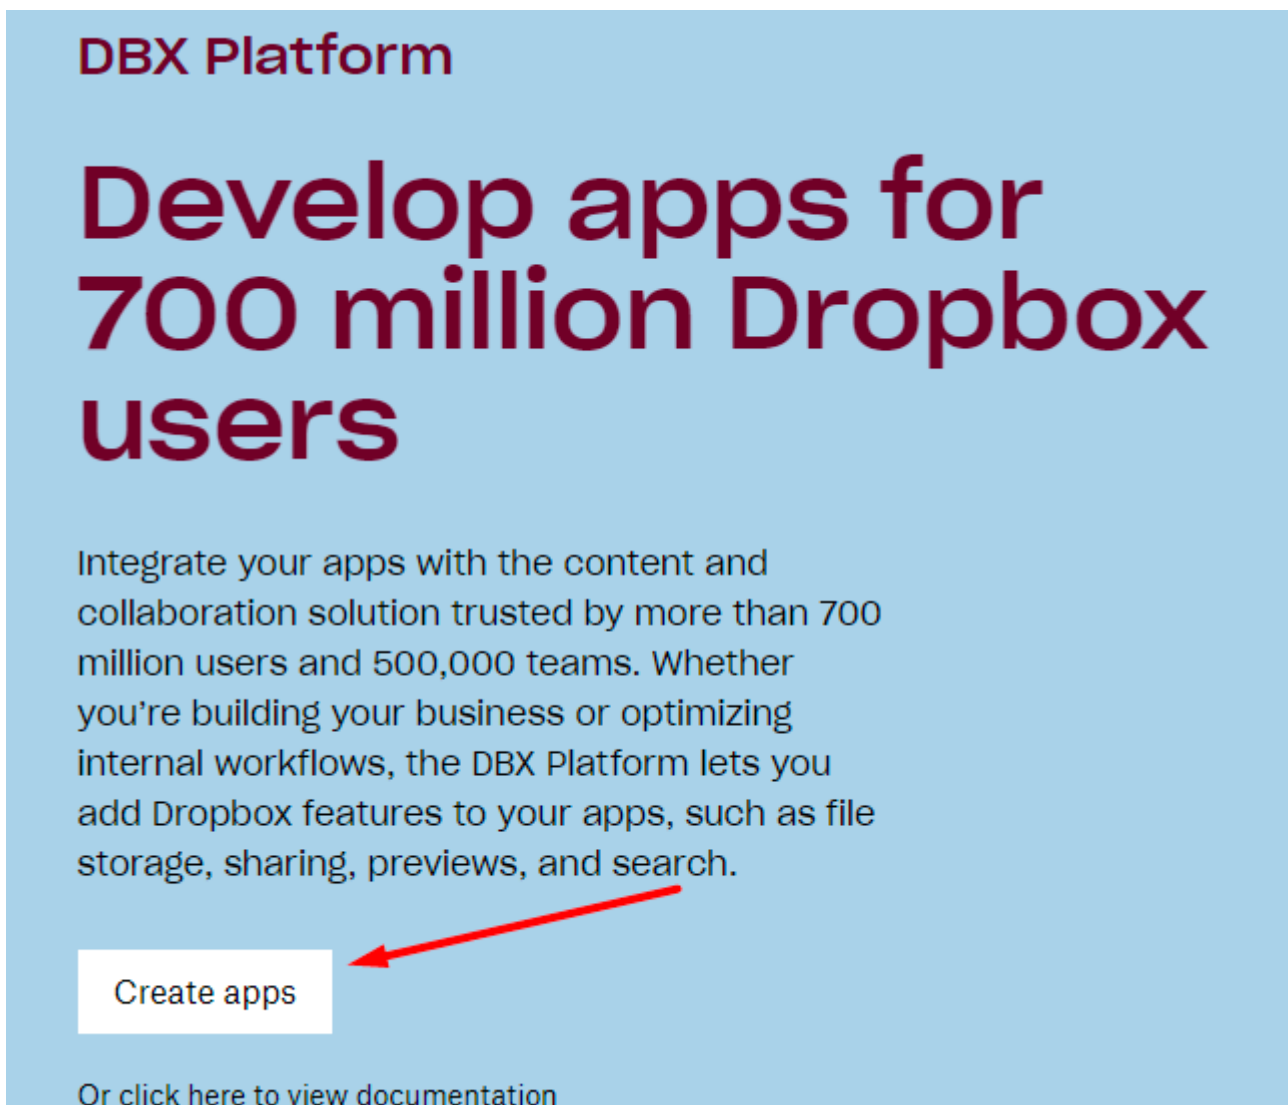 DBX Platform
Develop apps for
700 million Dropbox
users
Integrate your apps with the content and
collaboration solution trusted by more than 700
million users and 500,000 teams. Whether
you’re building your business or optimizing
internal workflows, the DBX Platform lets you
add Dropbox features to your apps, such as file
storage, sharing, previews, and search.
Create apps
Or click here to view documentation